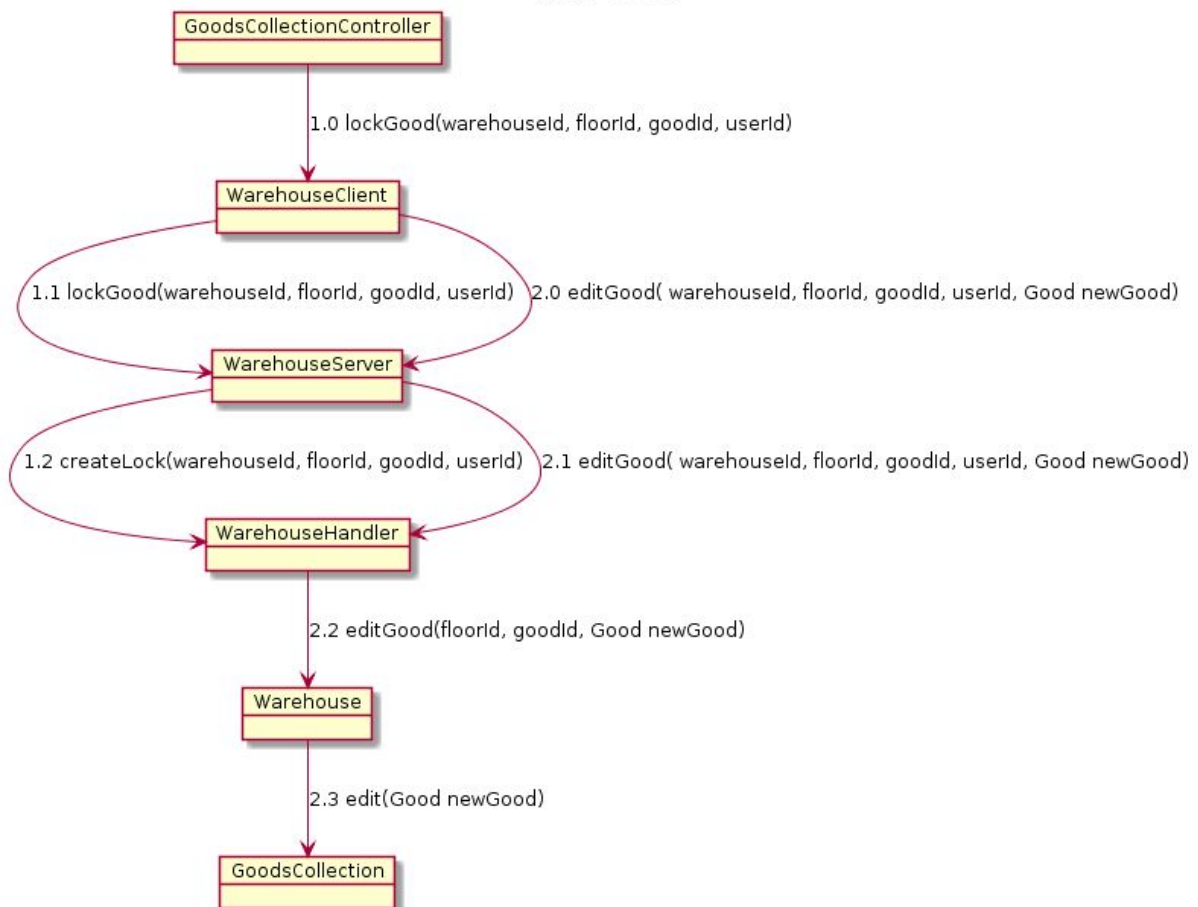 GoodsCollectionController
1.0 lockGood(warehouseId, floorId, goodId, userId)
WarehouseClient
1.1 lockGood(warehouseId, floorId, goodId, userId)
2.0 editGood( warehouseId, floorId, goodId, userId, Good newGood)
WarehouseServer
1.2 createLock(warehouseId, floorId, goodId, userId)
2.1 editGood( warehouseId, floorId, goodId, userId, Good newGood)
WarehouseHandler
2.2 editGood(floorId, goodId, Good newGood)
Warehouse
2.3 edit(Good newGood)
GoodsCollection